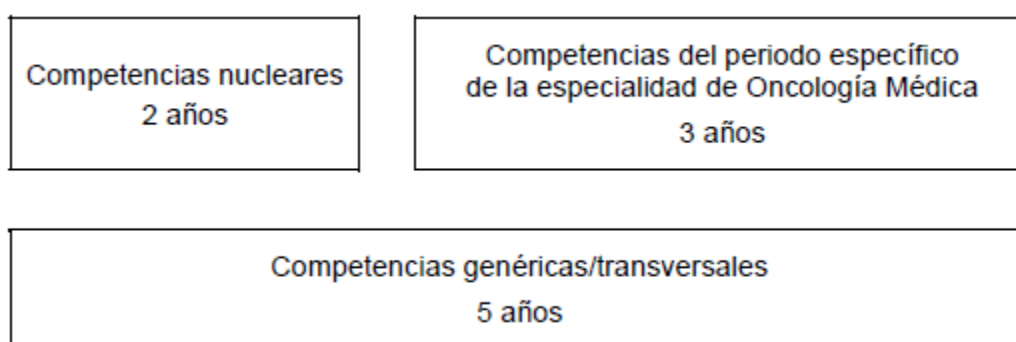 Competencias nucleares
2 años
Competencias del periodo específico
de la especialidad de Oncología Médica
3 años
Competencias genéricas/transversales
5 años